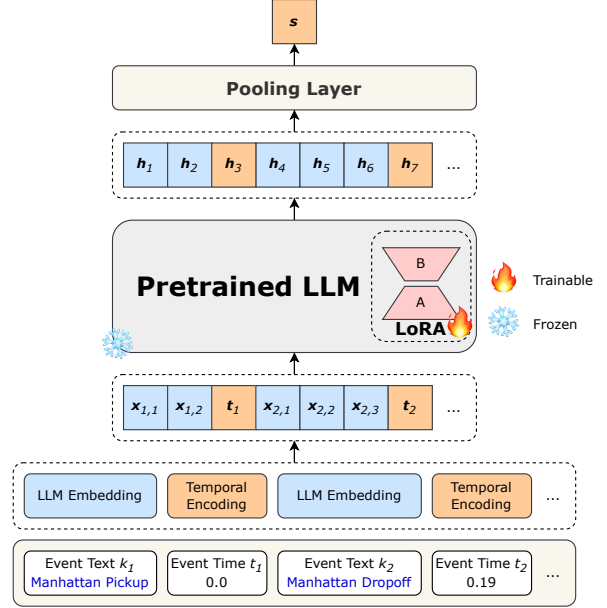 s
Pooling Layer
h1 h2 h3 h4 h5 h6 h7 ...
Pretrained LLM
B
A
LoRA
Trainable
Frozen
x1,1 x1,2 t1 x2,1 x2,2 x2,3 t2 ...
LLM Embedding
Temporal
Encoding
LLM Embedding
Temporal
Encoding
...
Event Text k1
Manhattan Pickup
Event Time t1
0.0
Event Text k2
Manhattan Dropoff
Event Time t2
0.19
...